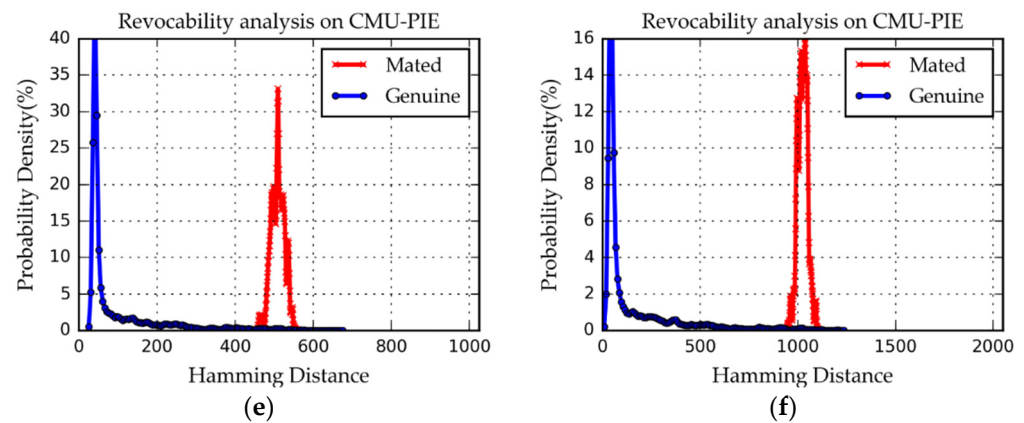 Revocability analysis on CMU-PIE
40
35
30
25
20
15
10
5
0
Probability Density(%)
Mated
Genuine
0 200 400 600 800 1000
Hamming Distance
(e)
Revocability analysis on CMU-PIE
16
14
12
10
8
6
4
2
0
Probability Density(%)
Mated
Genuine
0 500 1000 1500 2000
Hamming Distance
(f)